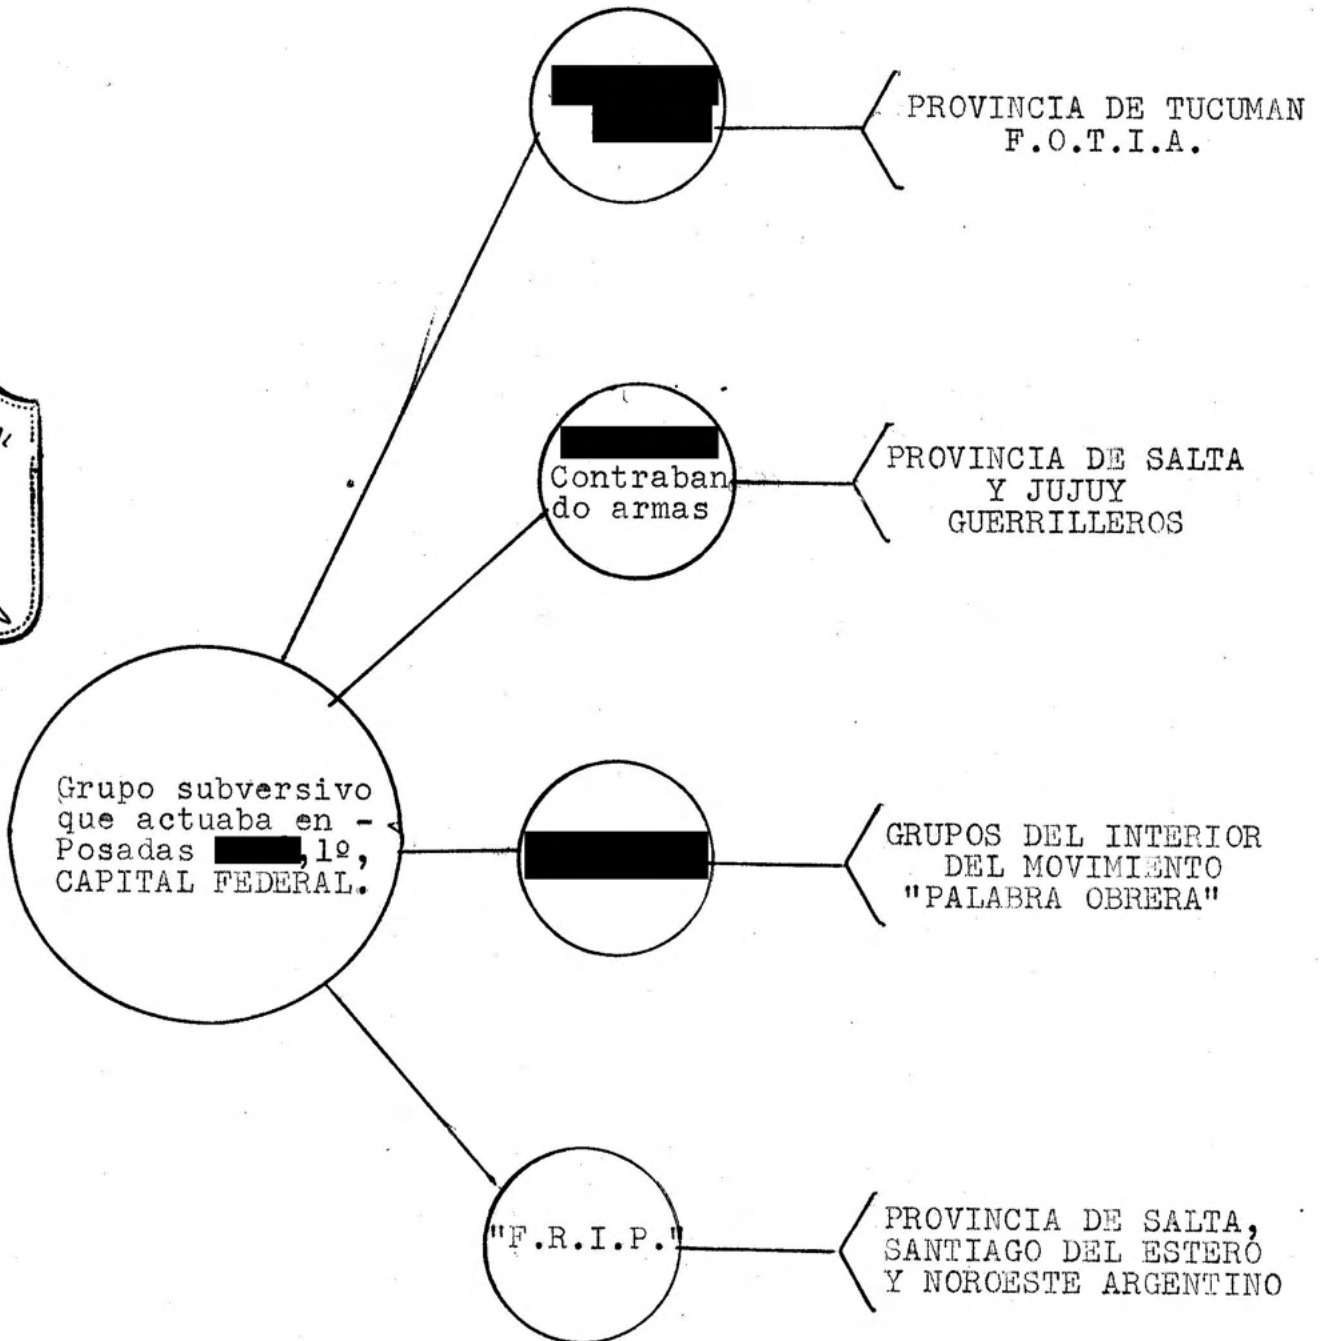 PROVINCIA DE TUCUMAN
F.O.T.I.A.
Contraban
do armas
PROVINCIA DE SALTA
Y JUJUY
GUERRILLEROS
Grupo subversivo
que actuaba en -
Posadas ,1º,
CAPITAL FEDERAL.
GRUPOS DEL INTERIOR
DEL MOVIMIENTO
"PALABRA OBRERA"
"F.R.I.P."
PROVINCIA DE SALTA,
SANTIAGO DEL ESTERO
Y NOROESTE ARGENTINO